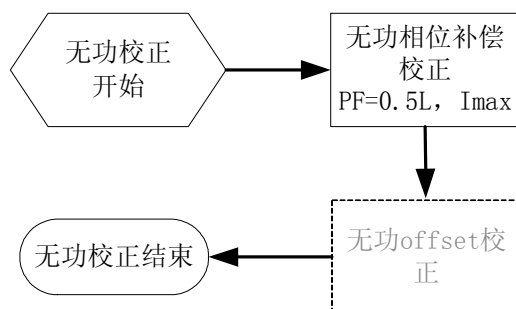 无功校正
开始
无功相位补偿
校正
PF=0.5L，Imax
无功offset校
正
无功校正结束